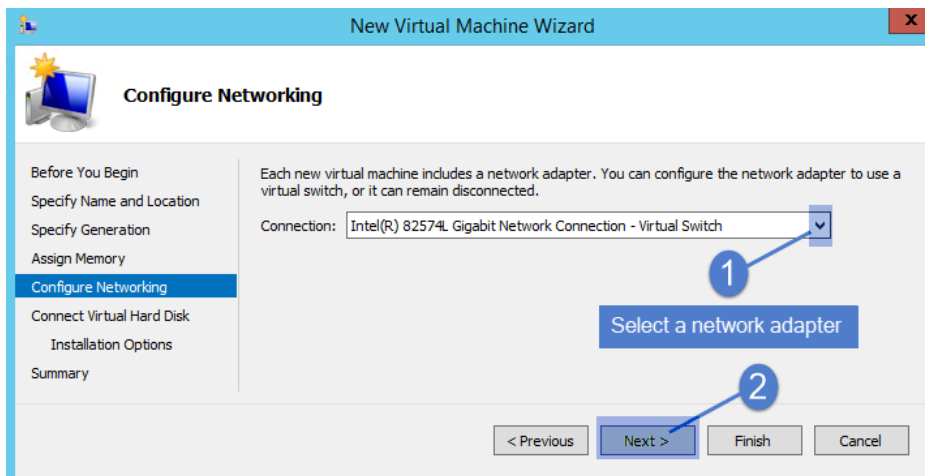 New Virtual Machine Wizard
x
Configure Networking
Before You Begin
Specify Name and Location
Specify Generation
Assign Memory
Configure Networking
Connect Virtual Hard Disk
Installation Options
Summary
Each new virtual machine includes a network adapter. You can configure the network adapter to use a
virtual switch, or it can remain disconnected.
Connection: Intel(R) 82574L Gigabit Network Connection - Virtual Switch
1
Select a network adapter
2
< Previous Next > Finish Cancel